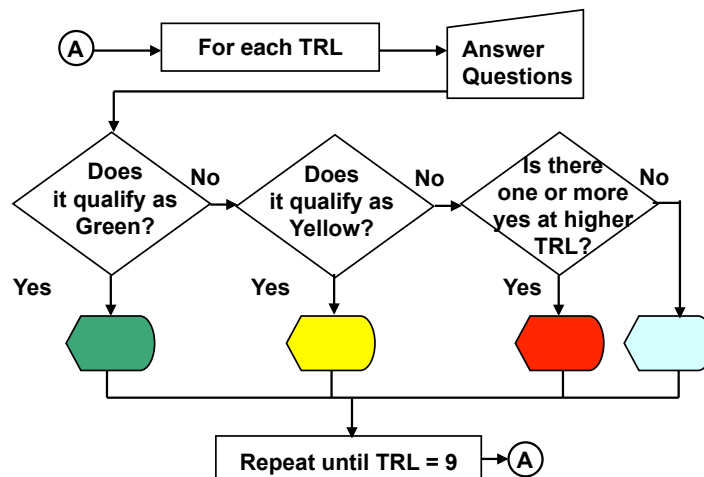 A
For each TRL
Answer
Questions
Does
it qualify as
Green?
No
Does
it qualify as
Yellow?
No
Is there
one or more
yes at higher
TRL?
No
Yes
Yes
Yes
Repeat until TRL = 9
A